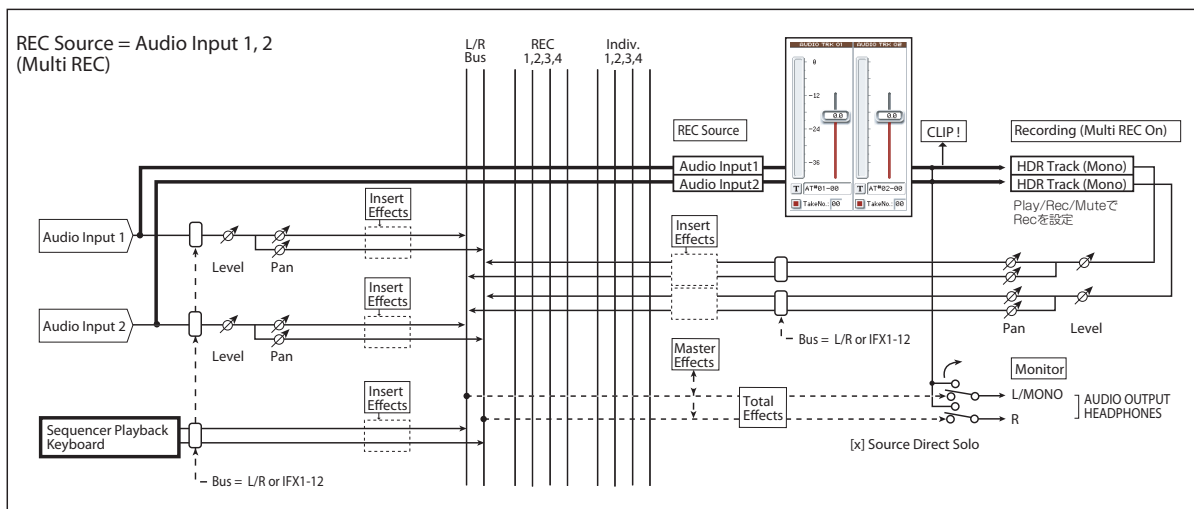 REC Source = Audio Input 1, 2
(Multi REC)
L/R
Bus
REC
1,2,3,4
Indiv.
1,2,3,4
AUDIO TRK 01
AUDIO TRK 02
0
-12
-24
-36
0.0
0.0
T
AT#01-00
T
AT#02-00
TakeNo.:
00
TakeNo.:
00
REC Source
CLIP !
Recording (Multi REC On)
Audio Input1
Audio Input2
HDR Track (Mono)
HDR Track (Mono)
Play/Rec/Muteで
Recを設定
Audio Input 1
Level
Pan
Insert
Effects
Insert
Effects
Audio Input 2
Level
Pan
Insert
Effects
Pan
Level
Bus = L/R or IFX1-12
Master
Effects
Monitor
Total
Effects
L/MONO
R
AUDIO OUTPUT
HEADPHONES
Insert
Effects
Sequencer Playback
Keyboard
[x] Source Direct Solo
Bus = L/R or IFX1-12